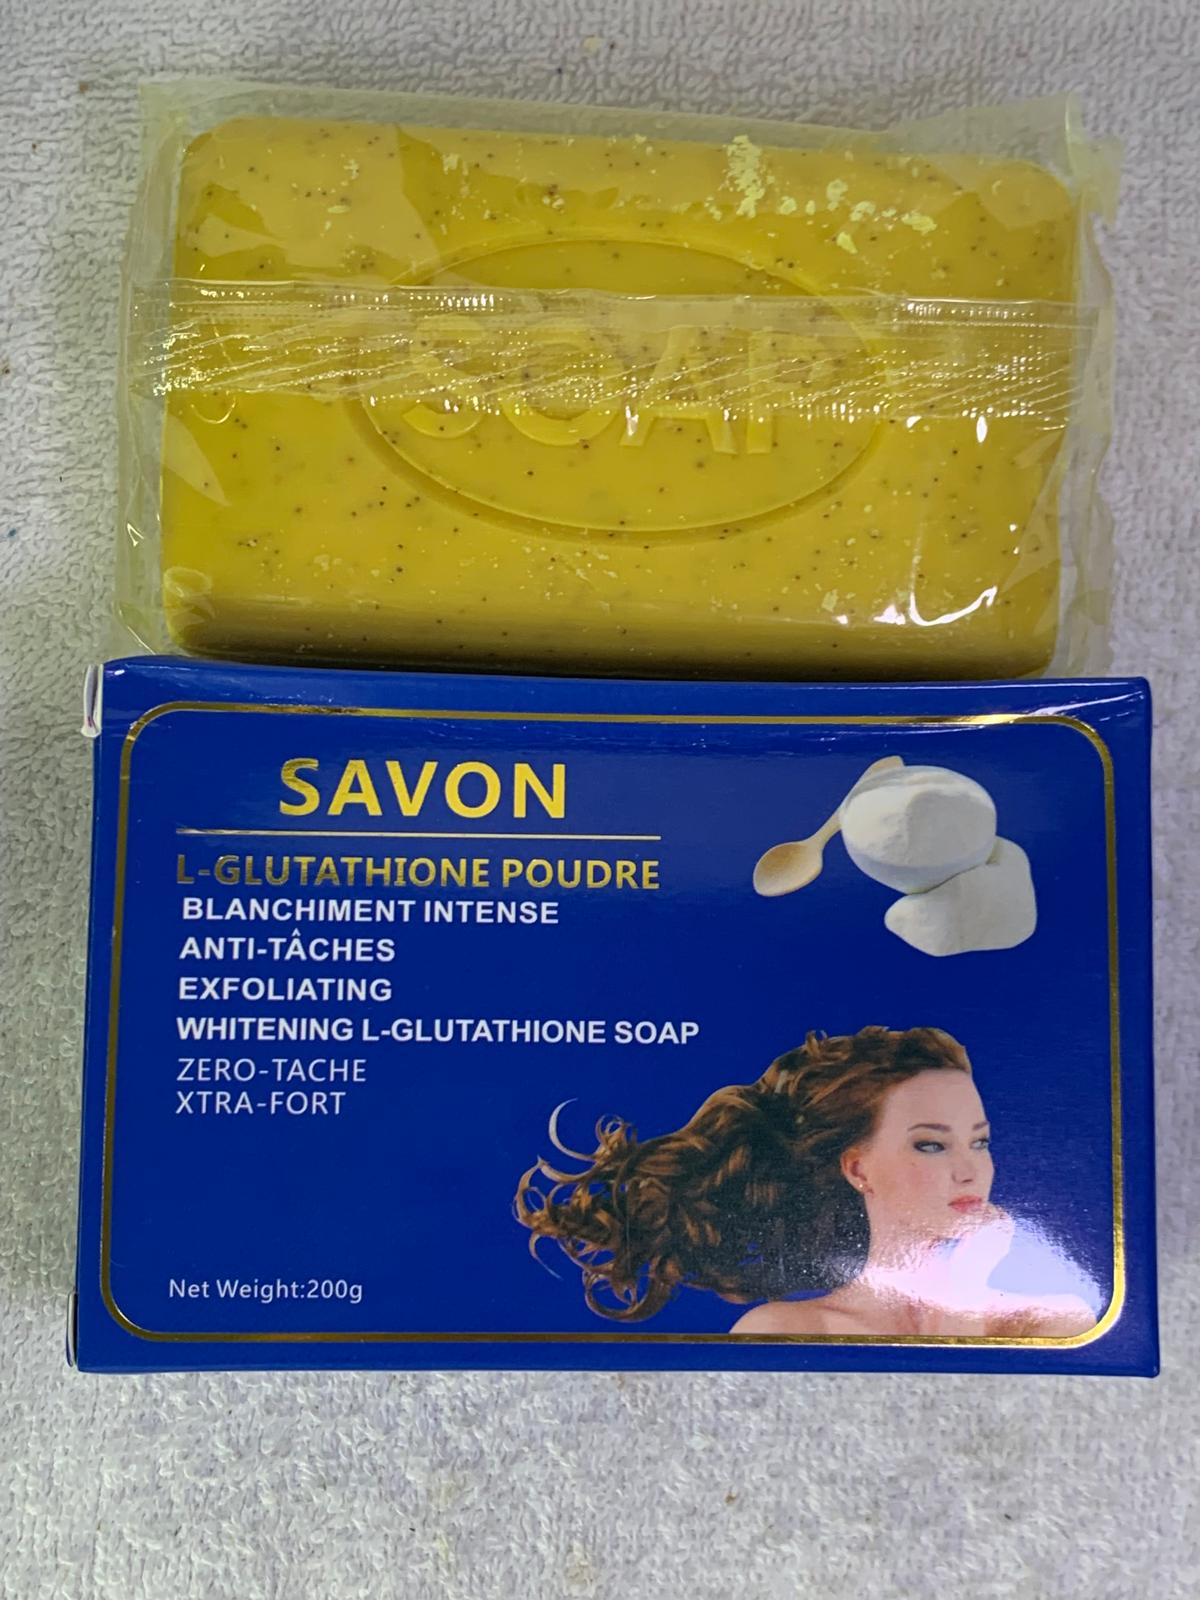 SOAP
SAVON
L-GLUTATHIONE POUDRE
BLANCHIMENT INTENSE
ANTI-TÂCHES
EXFOLIATING
WHITENING L-GLUTATHIONE SOAP
ZERO-TACHE
XTRA-FORT
Net Weight:200g